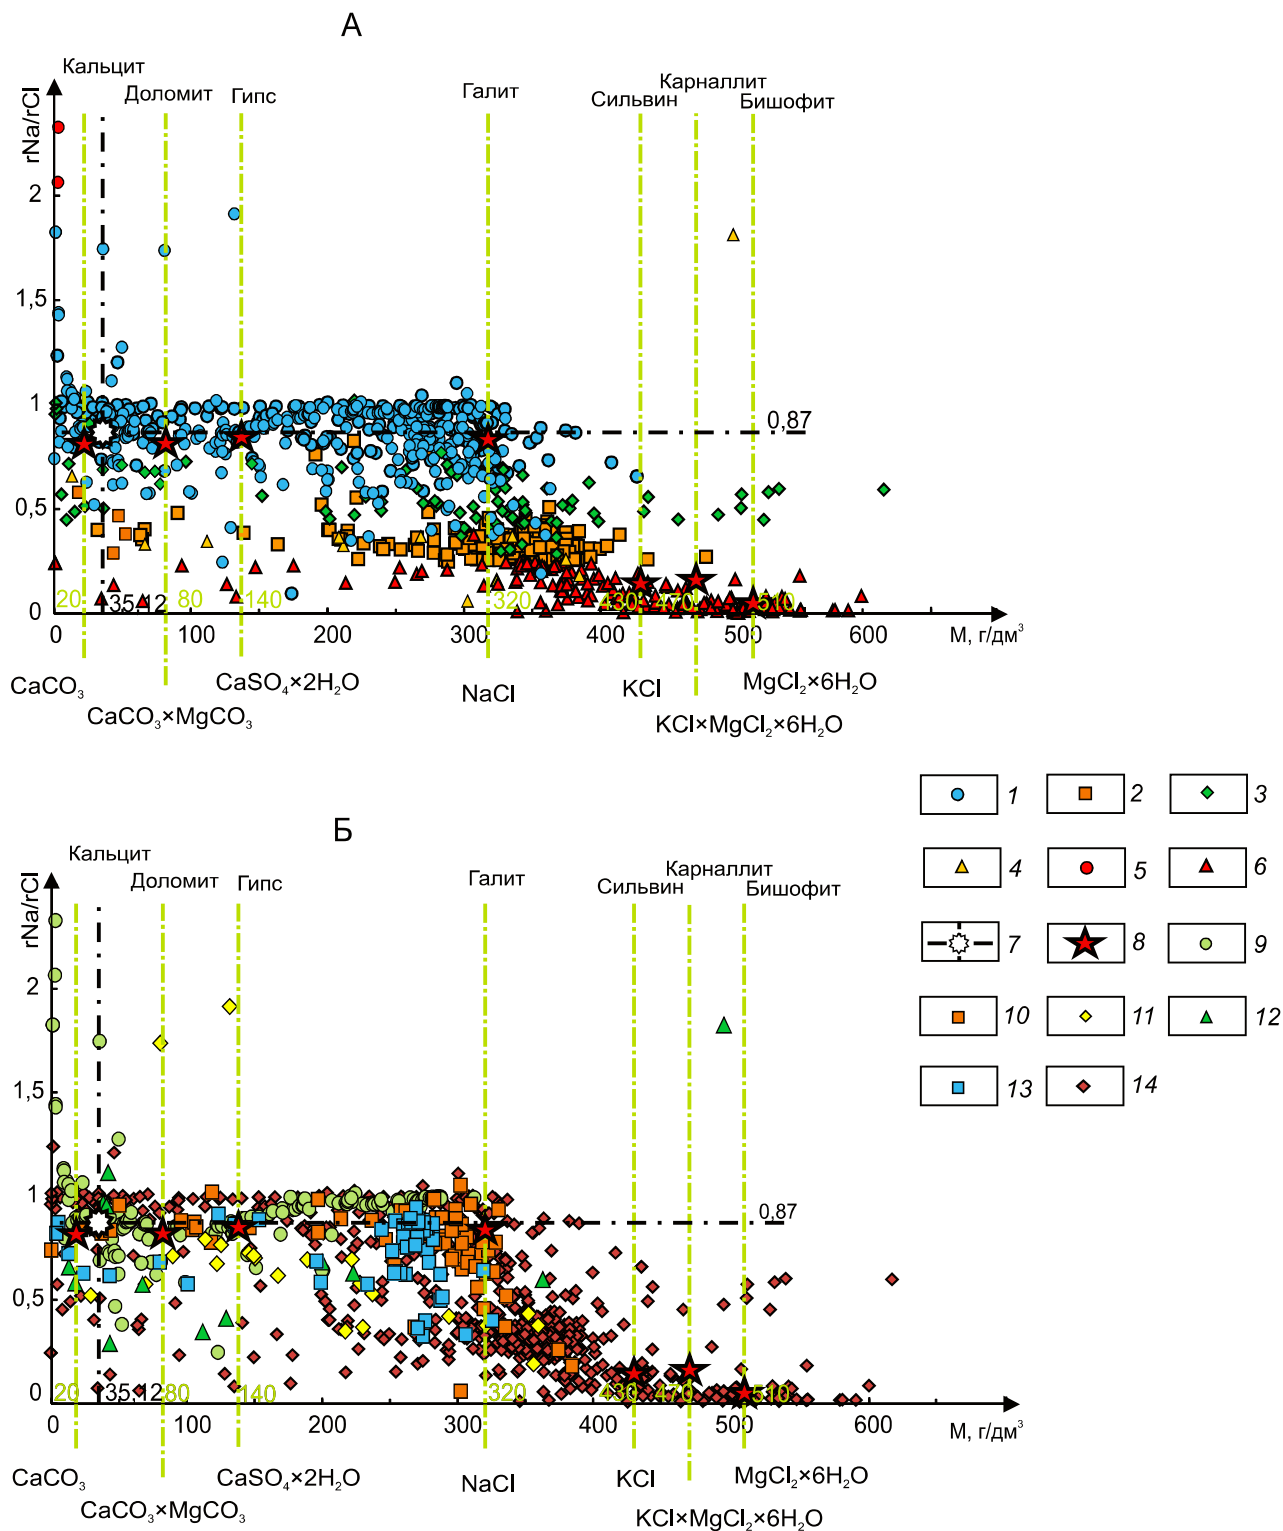 А
Кальцит
Доломит
Гипс
Галит
Сильвин
Карналлит
Бишофит
rNa/rCl
2
1,5
1
0,87
0,5
0
20
35,12
80
140
320
430
470
510
0
100
200
300
400
500
600
М, г/дм³
CaCO₃
CaCO₃×MgCO₃
CaSO₄×2H₂O
NaCl
KCl
KCl×MgCl₂×6H₂O
MgCl₂×6H₂O
1
2
3
4
5
6
7
8
9
10
11
12
13
14
Б
Кальцит
Доломит
Гипс
Галит
Сильвин
Карналлит
Бишофит
rNa/rCl
2
1,5
1
0,87
0,5
0
20
35,12
80
140
320
430
470
510
0
100
200
300
400
500
600
М, г/дм³
CaCO₃
CaCO₃×MgCO₃
CaSO₄×2H₂O
NaCl
KCl
KCl×MgCl₂×6H₂O
MgCl₂×6H₂O